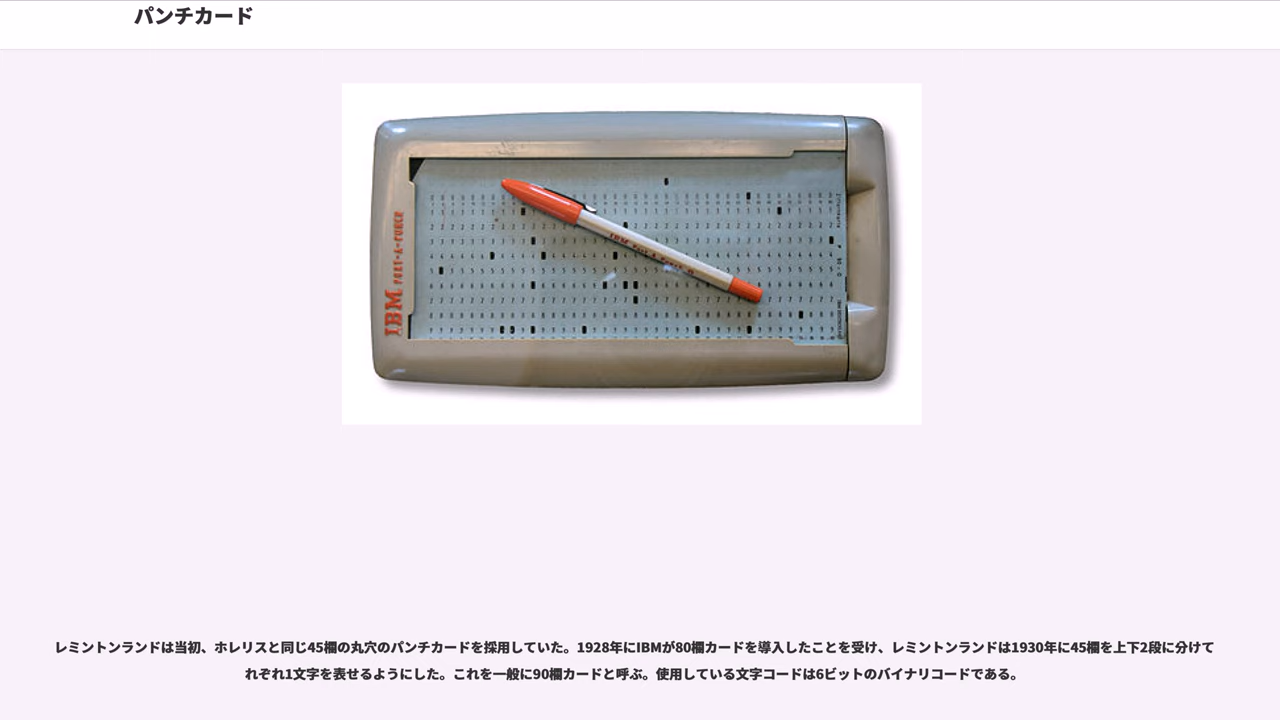 パンチカード
IBM PORT-A-PUNCH
IBM Port-A-Punch
レミントンランドは当初、ホレリスと同じ45欄の丸穴のパンチカードを採用していた。1928年にIBMが80欄カードを導入したことを受け、レミントンランドは1930年に45欄を上下2段に分けて
れぞれ1文字を表せるようにした。これを一般に90欄カードと呼ぶ。使用している文字コードは6ビットのバイナリコードである。